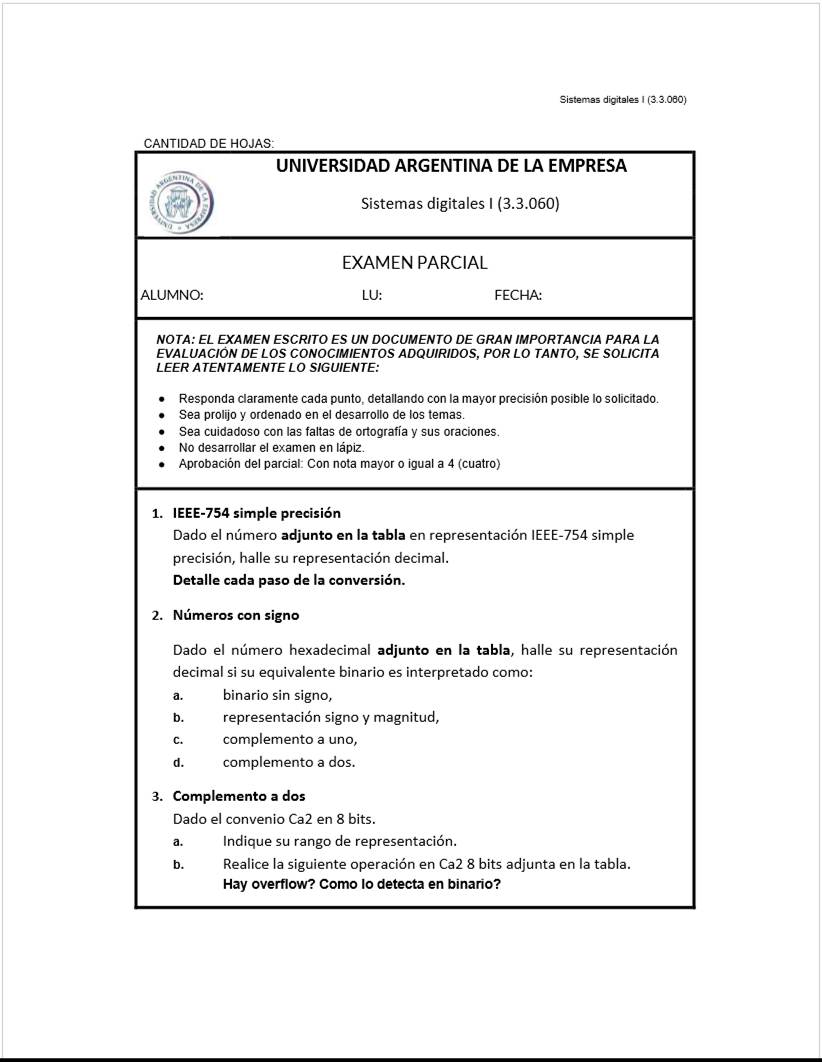 Sistemas digitales I (3.3.060)
CANTIDAD DE HOJAS:
UNIVERSIDAD ARGENTINA DE LA EMPRESA
UNIVERSIDAD ARGENTINA DE LA EMPRESA
Sistemas digitales I (3.3.060)
EXAMEN PARCIAL
ALUMNO: LU: FECHA:
NOTA: EL EXAMEN ESCRITO ES UN DOCUMENTO DE GRAN IMPORTANCIA PARA LA
EVALUACIÓN DE LOS CONOCIMIENTOS ADQUIRIDOS, POR LO TANTO, SE SOLICITA
LEER ATENTAMENTE LO SIGUIENTE:
● Responda claramente cada punto, detallando con la mayor precisión posible lo solicitado.
● Sea prolijo y ordenado en el desarrollo de los temas.
● Sea cuidadoso con las faltas de ortografía y sus oraciones.
● No desarrollar el examen en lápiz.
● Aprobación del parcial: Con nota mayor o igual a 4 (cuatro)
1. IEEE-754 simple precisión
Dado el número adjunto en la tabla en representación IEEE-754 simple
precisión, halle su representación decimal.
Detalle cada paso de la conversión.
2. Números con signo
Dado el número hexadecimal adjunto en la tabla, halle su representación
decimal si su equivalente binario es interpretado como:
a. binario sin signo,
b. representación signo y magnitud,
c. complemento a uno,
d. complemento a dos.
3. Complemento a dos
Dado el convenio Ca2 en 8 bits.
a. Indique su rango de representación.
b. Realice la siguiente operación en Ca2 8 bits adjunta en la tabla.
Hay overflow? Como lo detecta en binario?